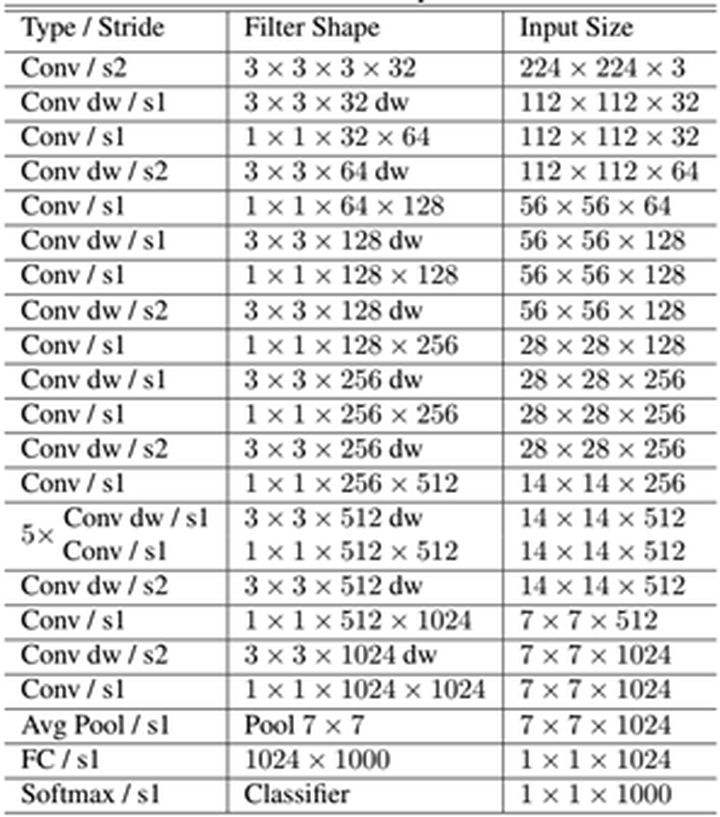 Type / Stride Filter Shape Input Size
Conv / s2 3 × 3 × 3 × 32 224 × 224 × 3
Conv dw / s1 3 × 3 × 32 dw 112 × 112 × 32
Conv / s1 1 × 1 × 32 × 64 112 × 112 × 32
Conv dw / s2 3 × 3 × 64 dw 112 × 112 × 64
Conv / s1 1 × 1 × 64 × 128 56 × 56 × 64
Conv dw / s1 3 × 3 × 128 dw 56 × 56 × 128
Conv / s1 1 × 1 × 128 × 128 56 × 56 × 128
Conv dw / s2 3 × 3 × 128 dw 56 × 56 × 128
Conv / s1 1 × 1 × 128 × 256 28 × 28 × 128
Conv dw / s1 3 × 3 × 256 dw 28 × 28 × 256
Conv / s1 1 × 1 × 256 × 256 28 × 28 × 256
Conv dw / s2 3 × 3 × 256 dw 28 × 28 × 256
Conv / s1 1 × 1 × 256 × 512 14 × 14 × 256
5× Conv dw / s1 3 × 3 × 512 dw 14 × 14 × 512
Conv / s1 1 × 1 × 512 × 512 14 × 14 × 512
Conv dw / s2 3 × 3 × 512 dw 14 × 14 × 512
Conv / s1 1 × 1 × 512 × 1024 7 × 7 × 512
Conv dw / s2 3 × 3 × 1024 dw 7 × 7 × 1024
Conv / s1 1 × 1 × 1024 × 1024 7 × 7 × 1024
Avg Pool / s1 Pool 7 × 7 7 × 7 × 1024
FC / s1 1024 × 1000 1 × 1 × 1024
Softmax / s1 Classifier 1 × 1 × 1000